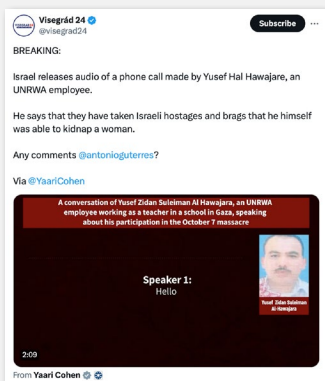 Visegrád 24
@visegrad24
Subscribe
BREAKING:
Israel releases audio of a phone call made by Yusef Hal Hawajare, an
UNRWA employee.
He says that they have taken Israeli hostages and brags that he himself
was able to kidnap a woman.
Any comments @antonioguterres?
Via @YaariCohen
A conversation of Yusef Zidan Suleiman Al Hawajara, an UNRWA
employee working as a teacher in a school in Gaza, speaking
about his participation in the October 7 massacre
Speaker 1:
Hello
Yusef Zidan Suleiman
Al-Hawajara
2:09
From Yaari Cohen